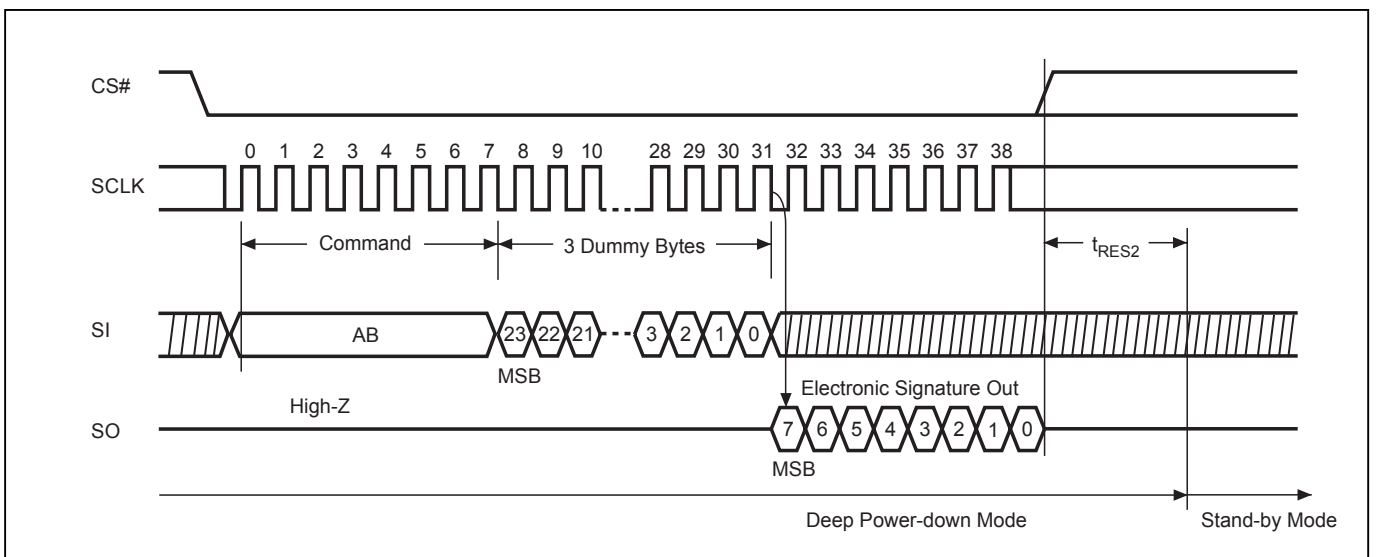 CS#
0 1 2 3 4 5 6 7 8 9 10 28 29 30 31 32 33 34 35 36 37 38
SCLK
Command
3 Dummy Bytes
tRES2
SI
AB
23 22 21 3 2 1 0
MSB
Electronic Signature Out
High-Z
SO
7 6 5 4 3 2 1 0
MSB
Deep Power-down Mode
Stand-by Mode